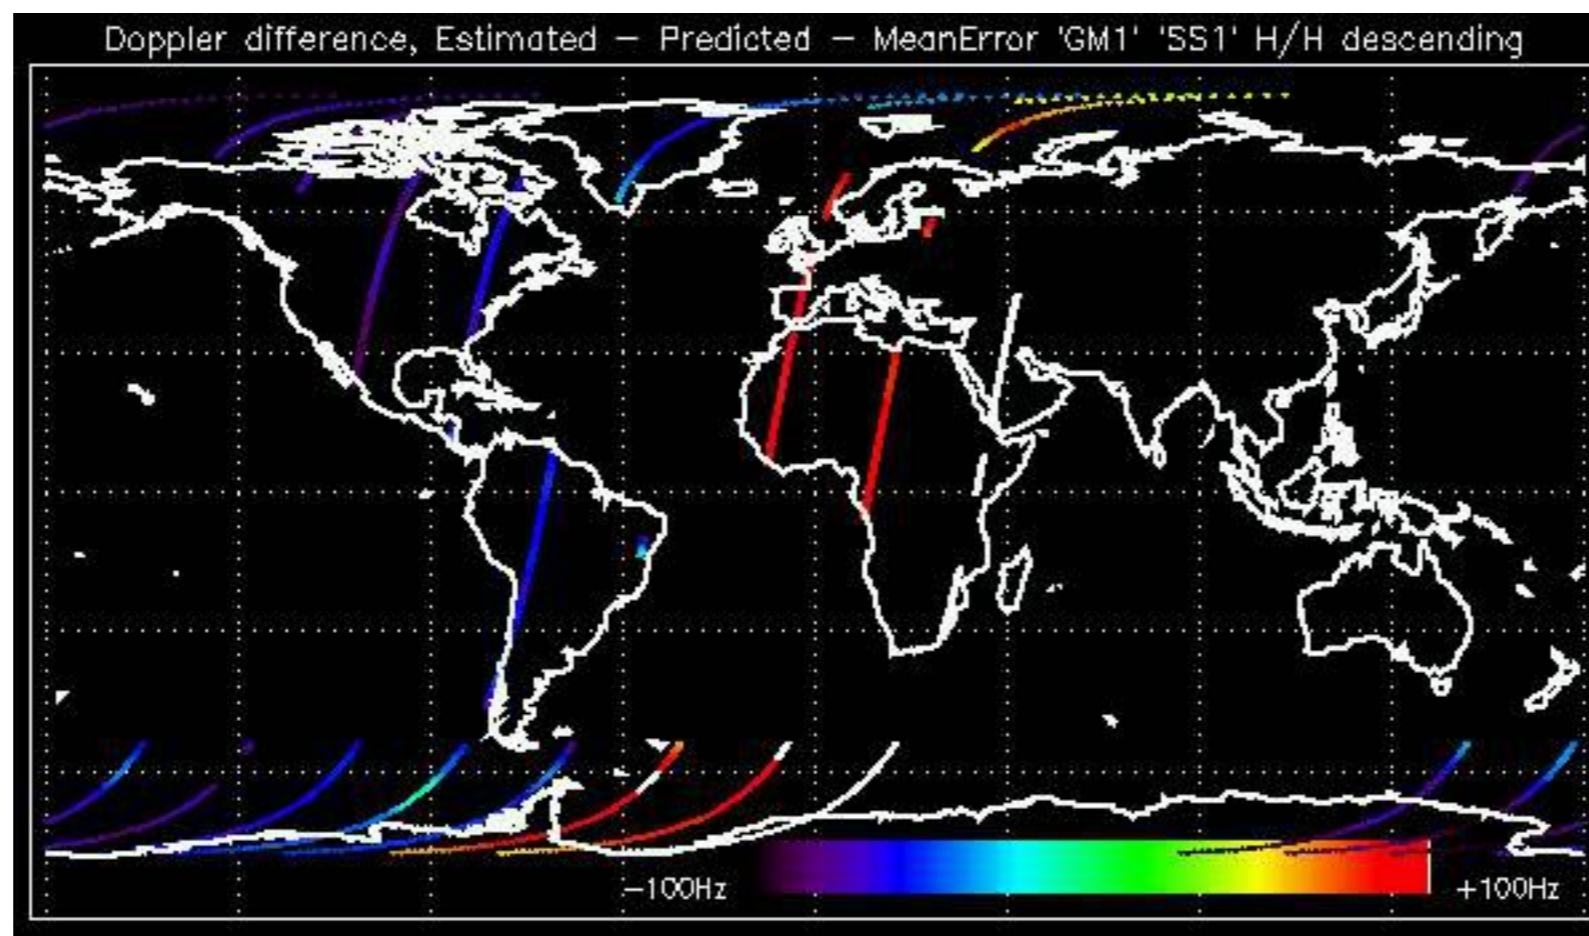 Doppler difference, Estimated – Predicted – MeanError 'GM1' 'SS1' H/H descending
–100Hz
+100Hz